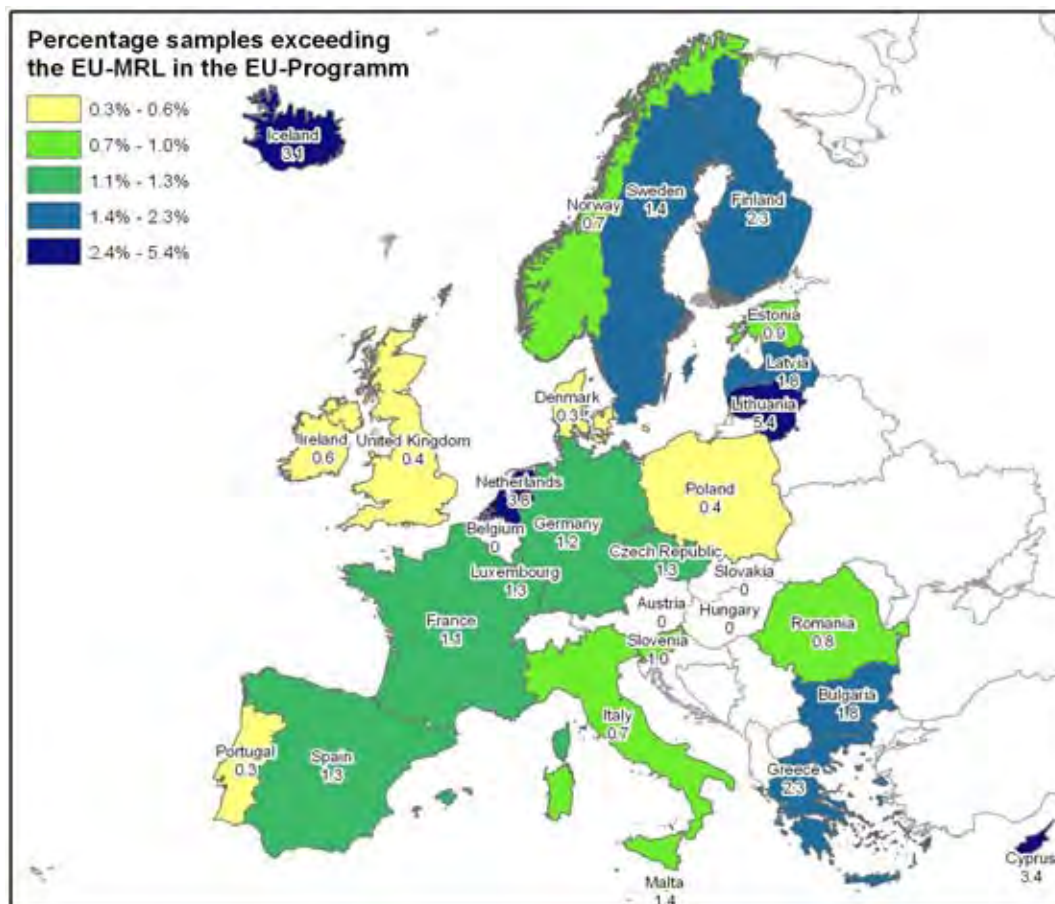 Percentage samples exceeding
the EU-MRL in the EU-Programm
0.3% - 0.6%
0.7% - 1.0%
1.1% - 1.3%
1.4% - 2.3%
2.4% - 5.4%
Iceland
3.1
Norway
0.7
Sweden
1.4
Finland
2.3
Estonia
0.9
Latvia
Lithuania
5.4
Denmark
0.3
Ireland
0.6
United Kingdom
0.4
Netherlands
3.6
Belgium
0
Germany
1.2
Poland
0.4
Luxembourg
1.3
Czech Republic
1.3
Slovakia
0
Austria
0
Hungary
0
France
1.1
Slovenia
1.0
Romania
0.8
Bulgaria
Italy
0.7
Portugal
0.3
Spain
1.3
Greece
2.3
Malta
1.4
Cyprus
3.4